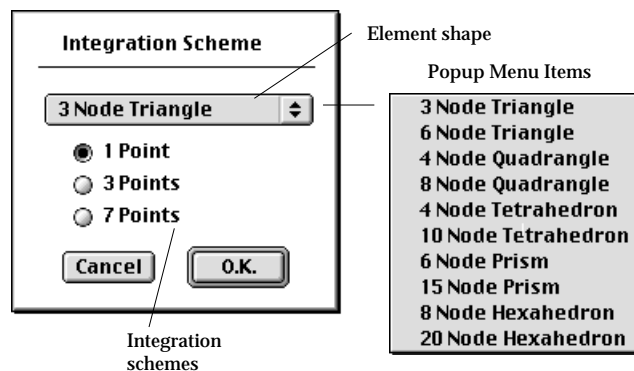 Integration Scheme
Element shape
Popup Menu Items
3 Node Triangle
1 Point
3 Points
7 Points
Cancel
O.K.
Integration
schemes
3 Node Triangle
6 Node Triangle
4 Node Quadrangle
8 Node Quadrangle
4 Node Tetrahedron
10 Node Tetrahedron
6 Node Prism
15 Node Prism
8 Node Hexahedron
20 Node Hexahedron